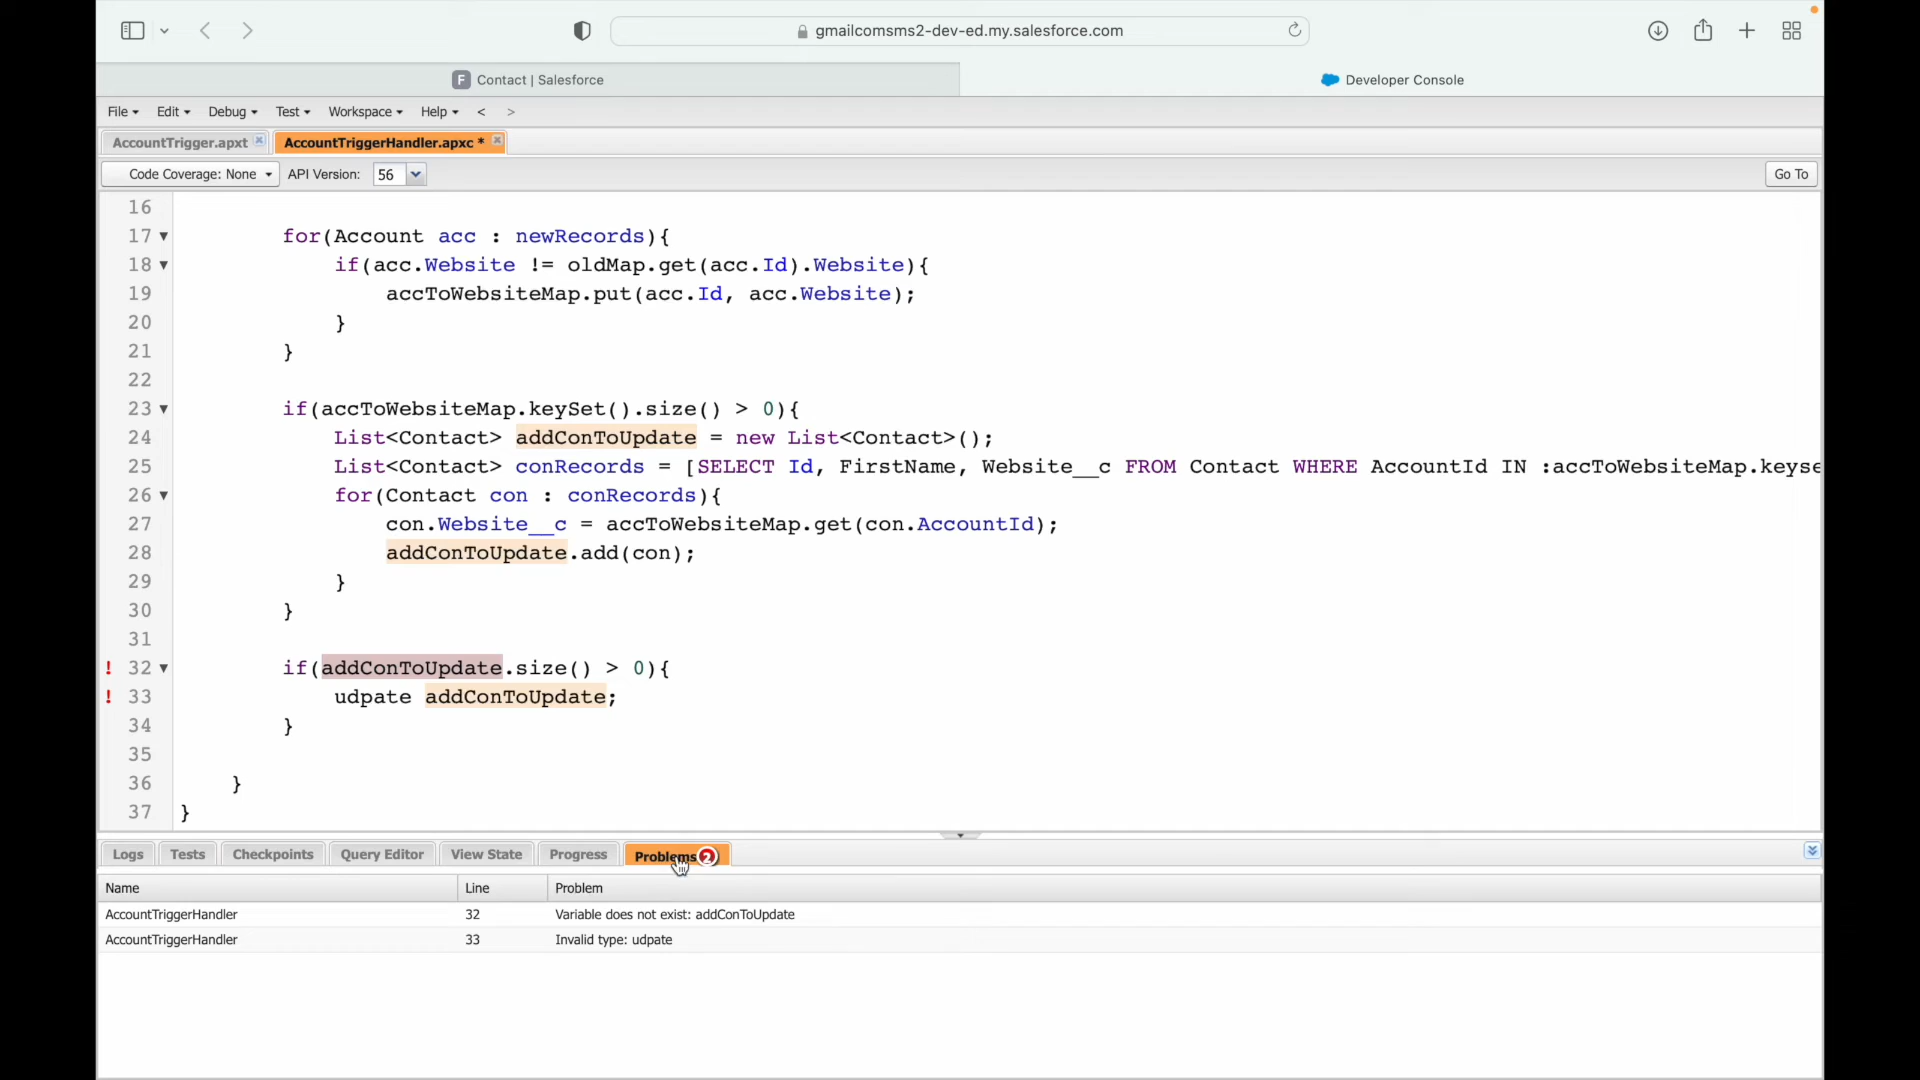 gmailcomsms2-dev-ed.my.salesforce.com
F Contact | Salesforce
Developer Console
File Edit Debug Test Workspace Help < >
AccountTrigger.apxt AccountTriggerHandler.apxc *
Code Coverage: None API Version: 56 Go To
16
17 for(Account acc : newRecords){
18 if(acc.Website != oldMap.get(acc.Id).Website){
19 accToWebsiteMap.put(acc.Id, acc.Website);
20 }
21 }
22
23 if(accToWebsiteMap.keySet().size() > 0){
24 List<Contact> addConToUpdate = new List<Contact>();
25 List<Contact> conRecords = [SELECT Id, FirstName, Website__c FROM Contact WHERE AccountId IN :accToWebsiteMap.keyse
26 for(Contact con : conRecords){
27 con.Website__c = accToWebsiteMap.get(con.AccountId);
28 addConToUpdate.add(con);
29 }
30 }
31
! 32 if(addConToUpdate.size() > 0){
! 33 udpate addConToUpdate;
34 }
35
36 }
37 }
Logs Tests Checkpoints Query Editor View State Progress Problems 2
Name Line Problem
AccountTriggerHandler 32 Variable does not exist: addConToUpdate
AccountTriggerHandler 33 Invalid type: udpate